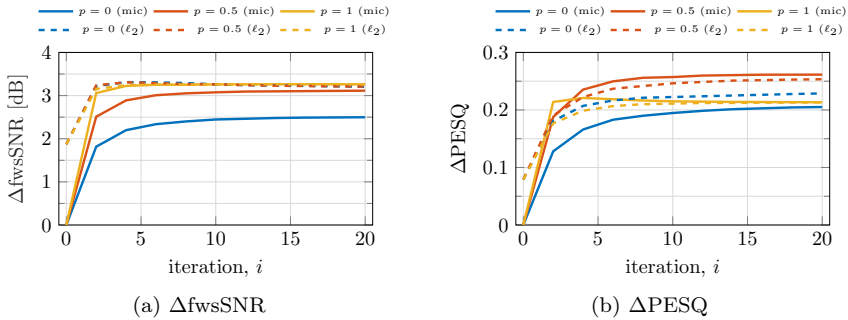 p = 0 (mic) p = 0.5 (mic) p = 1 (mic)
p = 0 (ℓ₂) p = 0.5 (ℓ₂) p = 1 (ℓ₂)
4
3
2
1
0
ΔfwsSNR [dB]
0 5 10 15 20
iteration, i
(a) ΔfwsSNR
p = 0 (mic) p = 0.5 (mic) p = 1 (mic)
p = 0 (ℓ₂) p = 0.5 (ℓ₂) p = 1 (ℓ₂)
0.3
0.2
0.1
0
ΔPESQ
0 5 10 15 20
iteration, i
(b) ΔPESQ